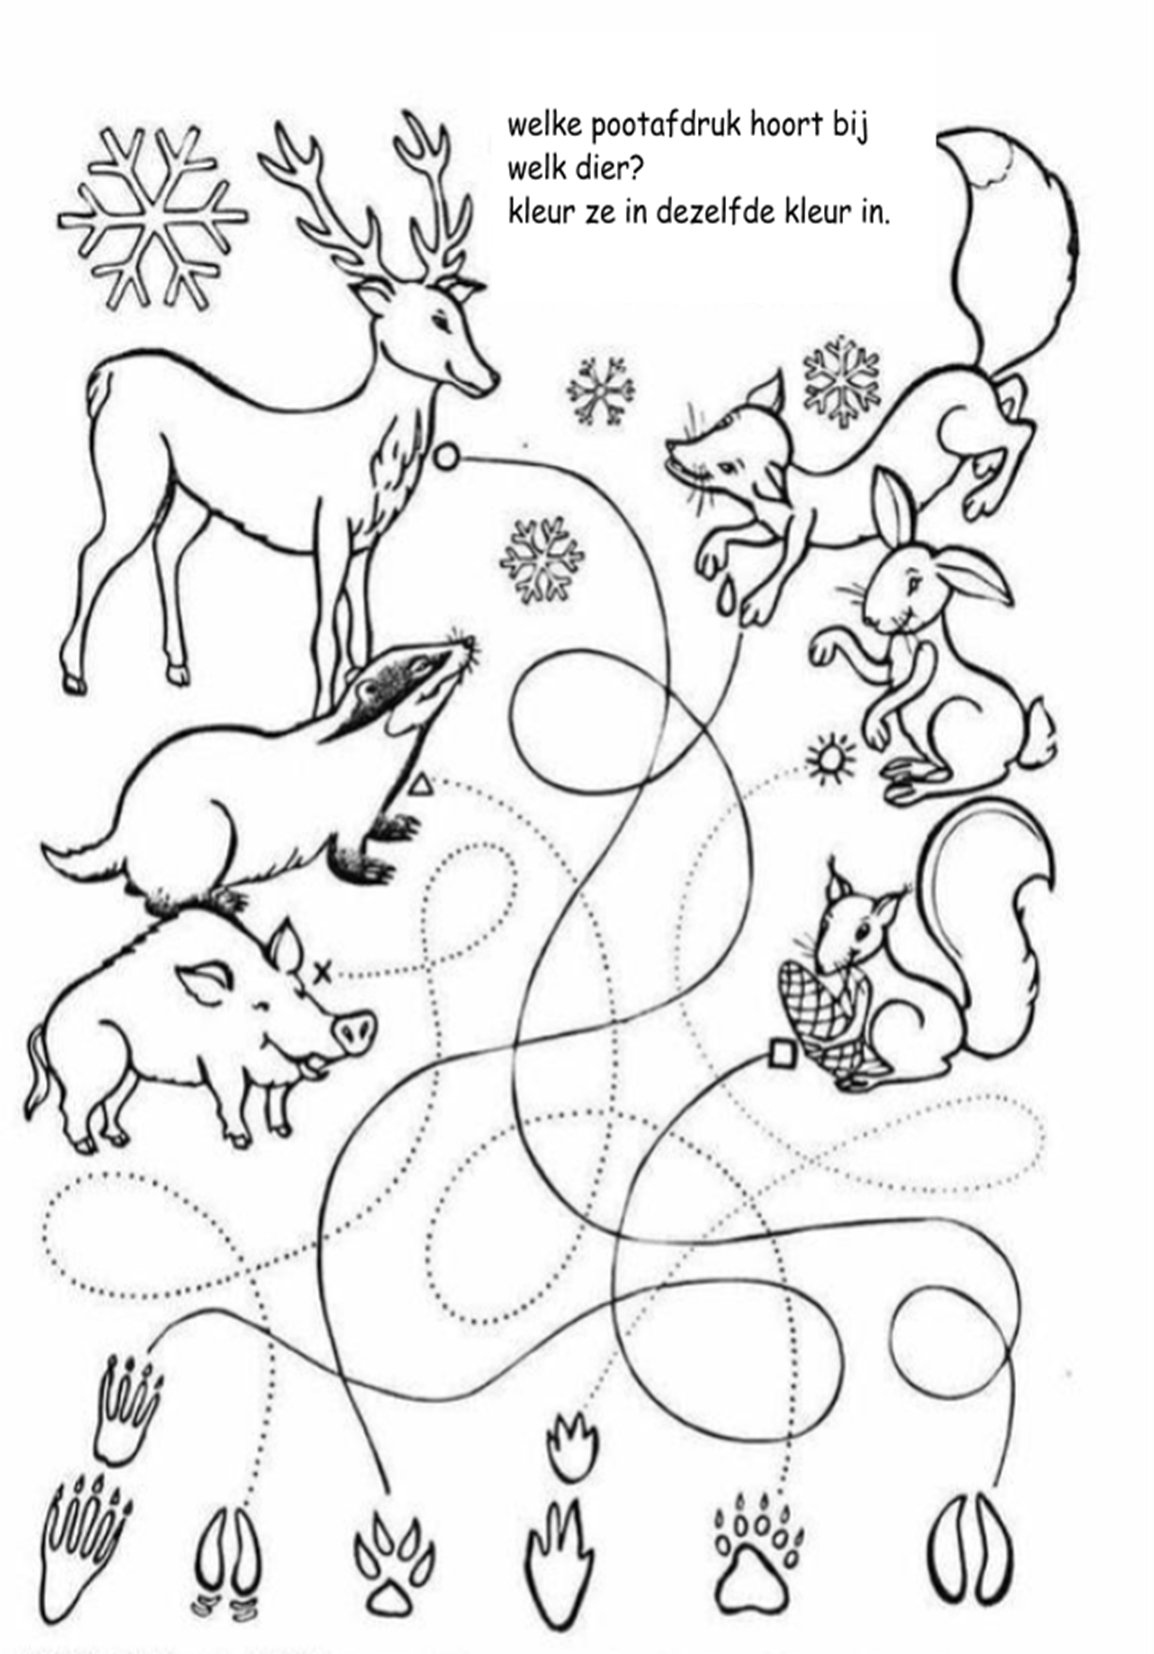 welke pootafdruk hoort bij
welk dier?
kleur ze in dezelfde kleur in.